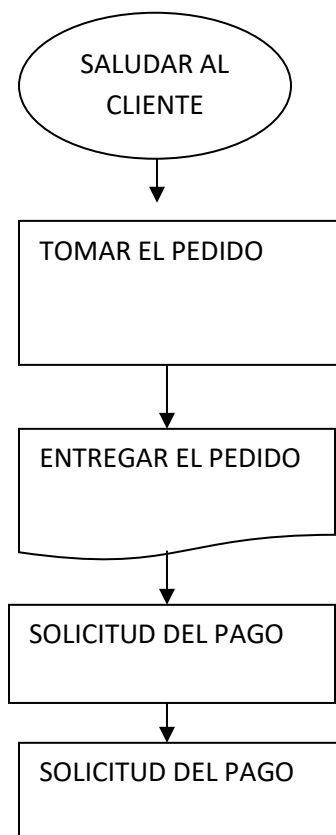 SALUDAR AL
CLIENTE
TOMAR EL PEDIDO
ENTREGAR EL PEDIDO
SOLICITUD DEL PAGO
SOLICITUD DEL PAGO